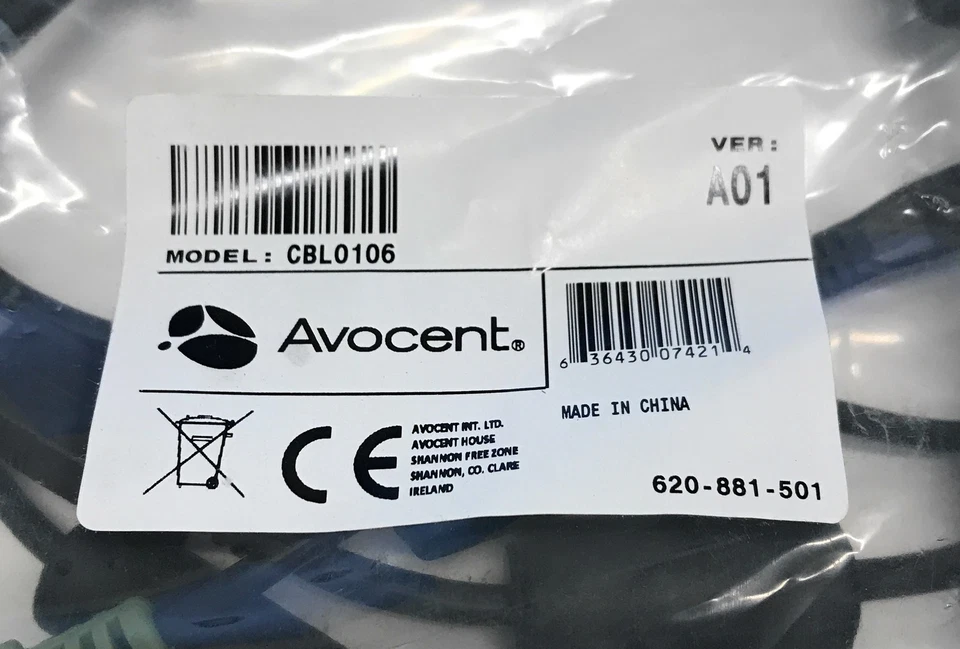 VER:
A01
MODEL: CBL0106
Avocent®
6 36430 07421 4
MADE IN CHINA
CE
AVOCENT INT. LTD.
AVOCENT HOUSE
SHANNON FREE ZONE
SHANNON, CO. CLARE
IRELAND
620-881-501